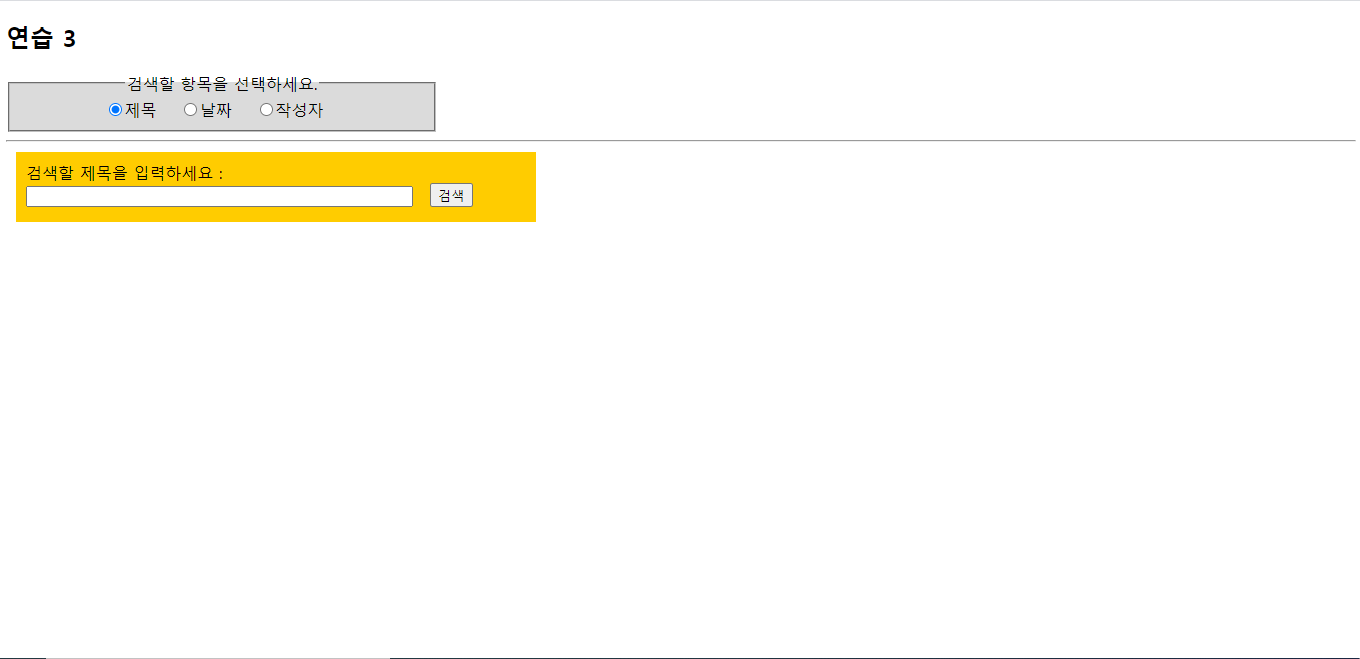 연습 3
검색할 항목을 선택하세요.
제목 날짜 작성자
검색할 제목을 입력하세요 :
검색